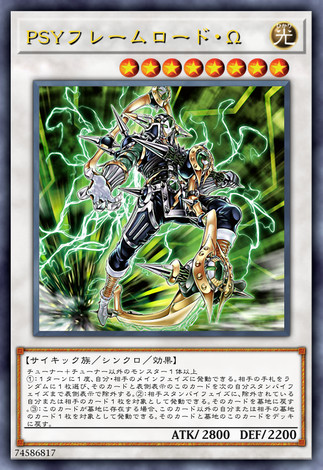 PSYフレームロード・Ω
光
【サイキック族／シンクロ／効果】
チューナー＋チューナー以外のモンスター１体以上
①：１ターンに１度、自分・相手のメインフェイズに発動できる。相手の手札をラ
ンダムに１枚選び、そのカードと表側表示のこのカードを次の自分スタンバイフ
ェイズまで表側表示で除外する。②：相手スタンバイフェイズに、除外されている
自分または相手のカード１枚を対象として発動できる。そのカードを墓地に戻
す。③：このカードが墓地に存在する場合、このカード以外の自分または相手の墓地
のカード１枚を対象として発動できる。そのカードと墓地のこのカードをデッキ
に戻す。
ATK/ 2800 DEF/2200
74586817